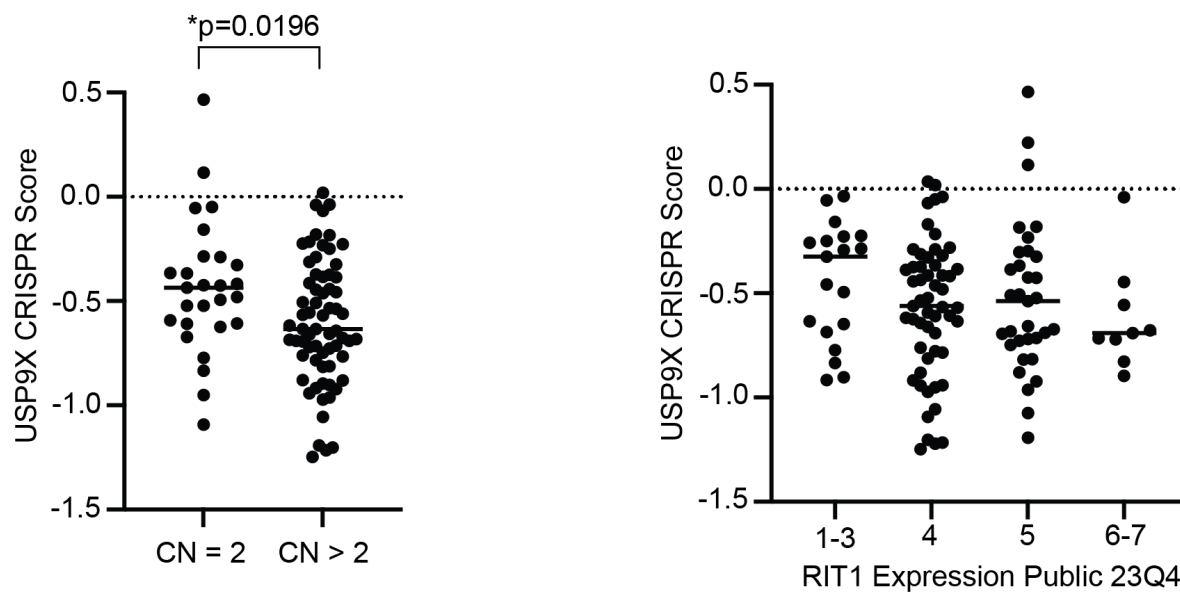 *p=0.0196
USP9X CRISPR Score
0.5
0.0
-0.5
-1.0
-1.5
CN = 2
CN > 2
USP9X CRISPR Score
0.5
0.0
-0.5
-1.0
-1.5
1-3
4
5
6-7
RIT1 Expression Public 23Q4